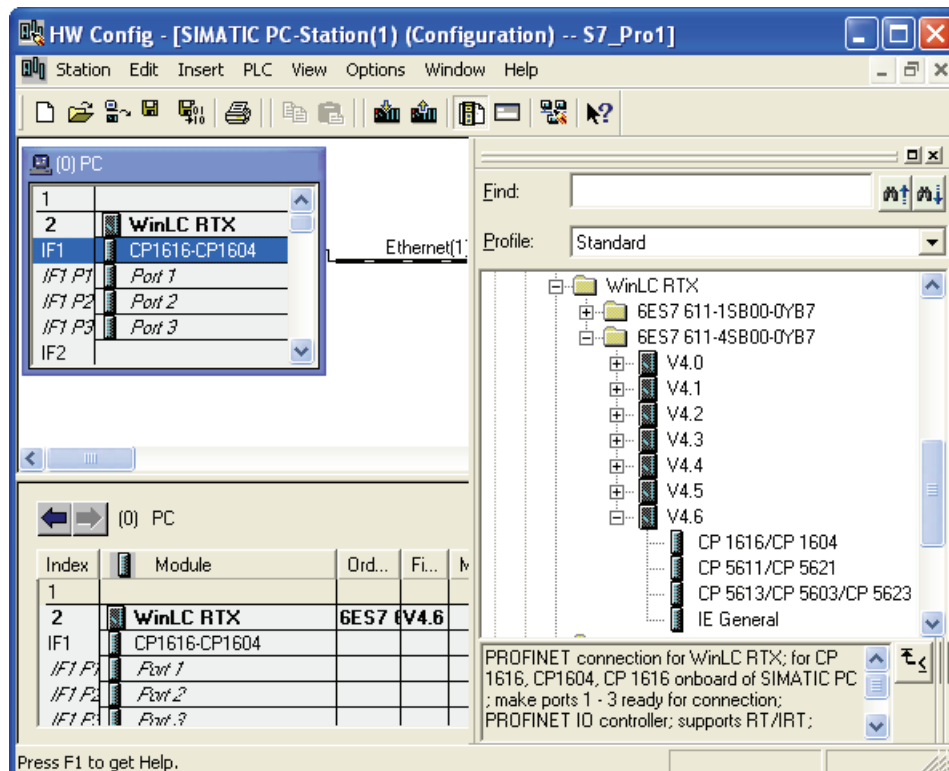 HW Config - [SIMATIC PC-Station(1) (Configuration) -- S7_Pro1]
Station Edit Insert PLC View Options Window Help
(0) PC
1
2 WinLC RTX
IF1 CP1616-CP1604
IF1 P1 Port 1
IF1 P2 Port 2
IF1 P3 Port 3
IF2
Ethernet(1)
Find:
Profile: Standard
WinLC RTX
6ES7 611-1SB00-0YB7
6ES7 611-4SB00-0YB7
V4.0
V4.1
V4.2
V4.3
V4.4
V4.5
V4.6
CP 1616/CP 1604
CP 5611/CP 5621
CP 5613/CP 5603/CP 5623
IE General
PROFINET connection for WinLC RTX; for CP
1616, CP1604, CP 1616 onboard of SIMATIC PC
; make ports 1 - 3 ready for connection;
PROFINET IO controller; supports RT/IRT;
(0) PC
Index Module Ord... Fi... M
1
2 WinLC RTX 6ES7 6 V4.6
IF1 CP1616-CP1604
IF1 P1 Port 1
IF1 P2 Port 2
IF1 P3 Port 3
Press F1 to get Help.